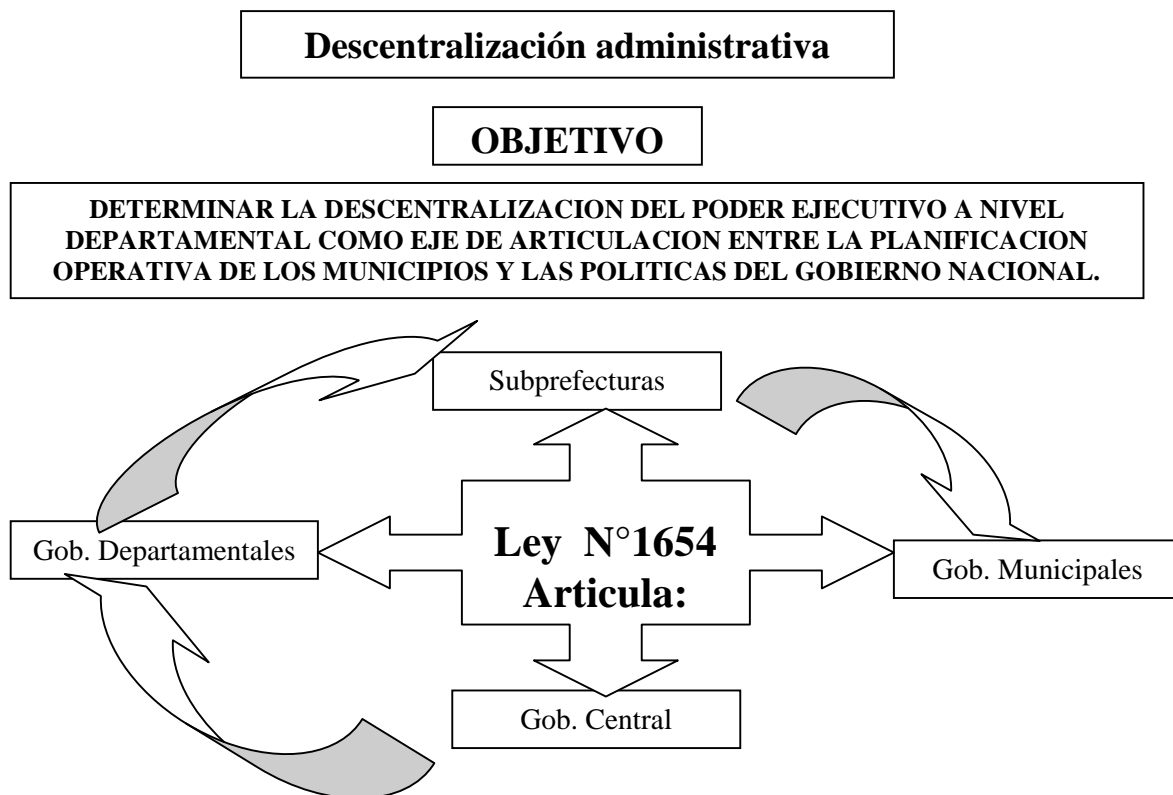 Descentralización administrativa
OBJETIVO
DETERMINAR LA DESCENTRALIZACION DEL PODER EJECUTIVO A NIVEL
DEPARTAMENTAL COMO EJE DE ARTICULACION ENTRE LA PLANIFICACION
OPERATIVA DE LOS MUNICIPIOS Y LAS POLITICAS DEL GOBIERNO NACIONAL.
Subprefecturas
Gob. Departamentales
Ley N°1654
Articula:
Gob. Municipales
Gob. Central